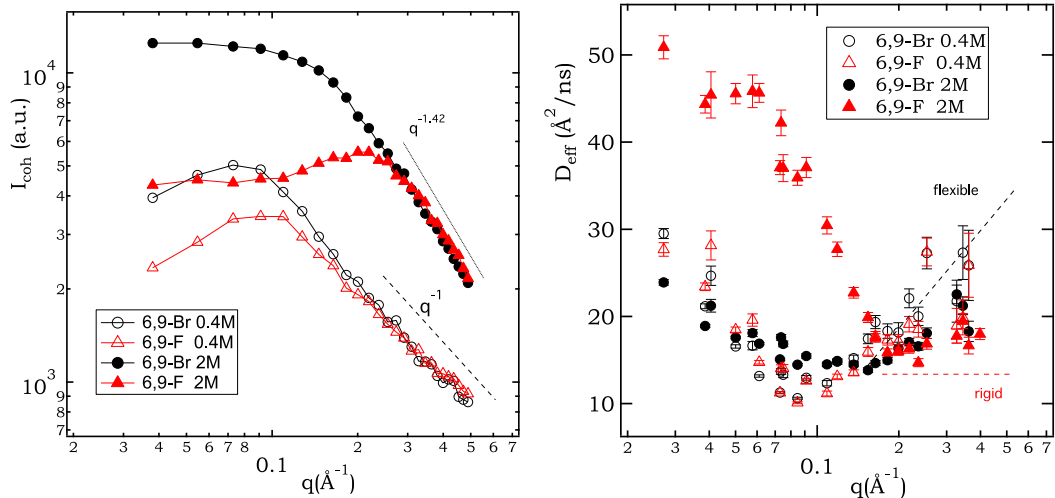 I_coh (a.u.)
10^4
8
7
6
5
4
3
2
10^3
9
8
7
q^-1,42
q^-1
6,9-Br 0.4M
6,9-F 0.4M
6,9-Br 2M
6,9-F 2M
2
3
4
5
6
7
8
0.1
2
3
4
5
6
7
q(Å^-1)
D_eff (Å^2/ns)
50
40
30
20
10
6,9-Br 0.4M
6,9-F 0.4M
6,9-Br 2M
6,9-F 2M
flexible
rigid
2
3
4
5
6
8
0.1
2
3
4
5
6
7
q(Å^-1)